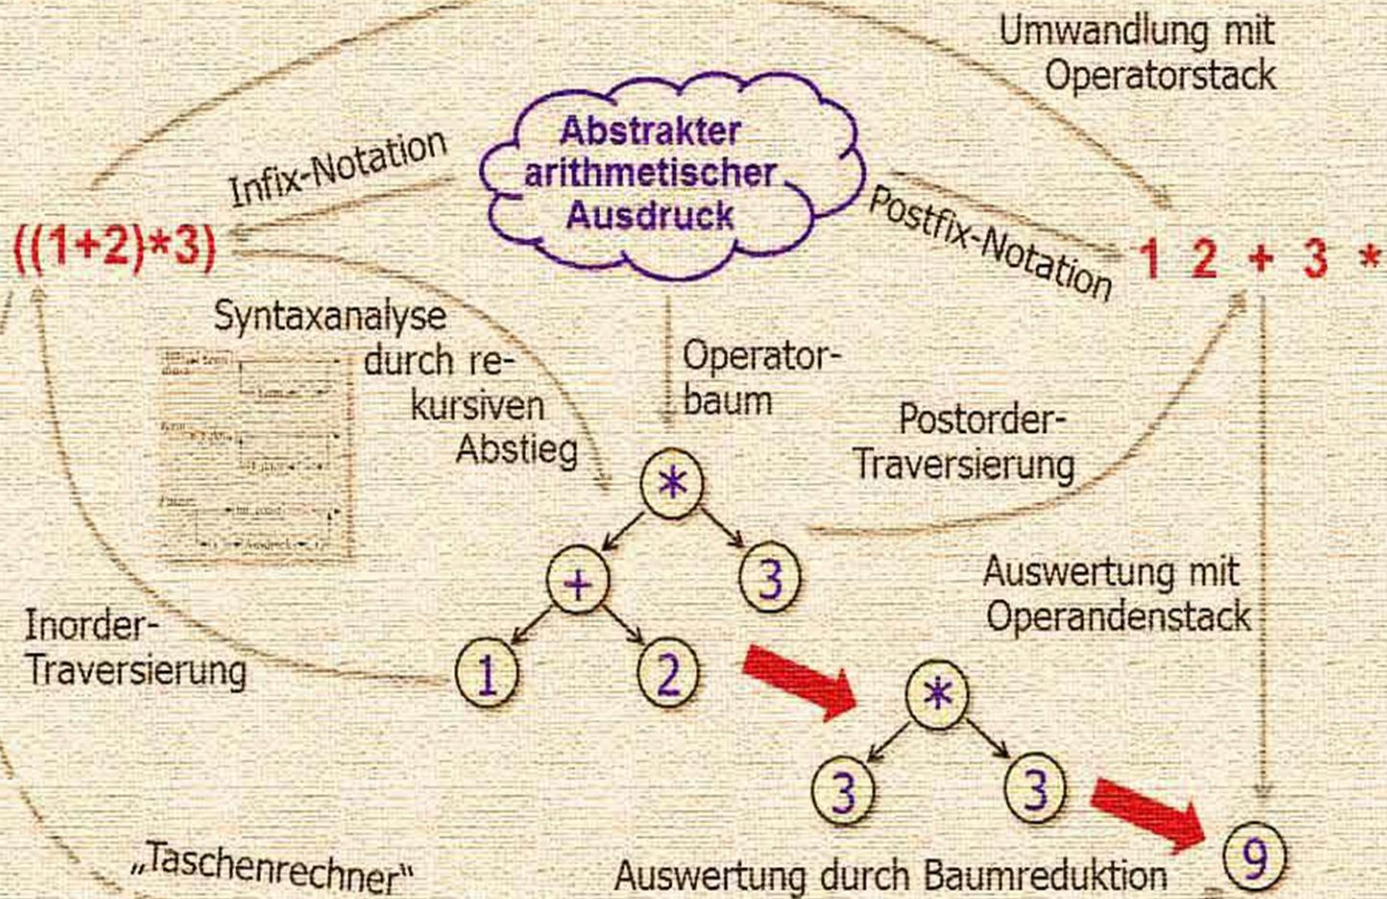 Umwandlung mit
Operatorstack
Abstrakter
arithmetischer
Ausdruck
Infix-Notation
Postfix-Notation
((1+2)*3)
1 2 + 3 *
Syntaxanalyse
durch re-
kursiven
Abstieg
Operator-
baum
Postorder-
Traversierung
*
+
3
1
2
Auswertung mit
Operandenstack
Inorder-
Traversierung
*
3
3
9
„Taschenrechner“
Auswertung durch Baumreduktion